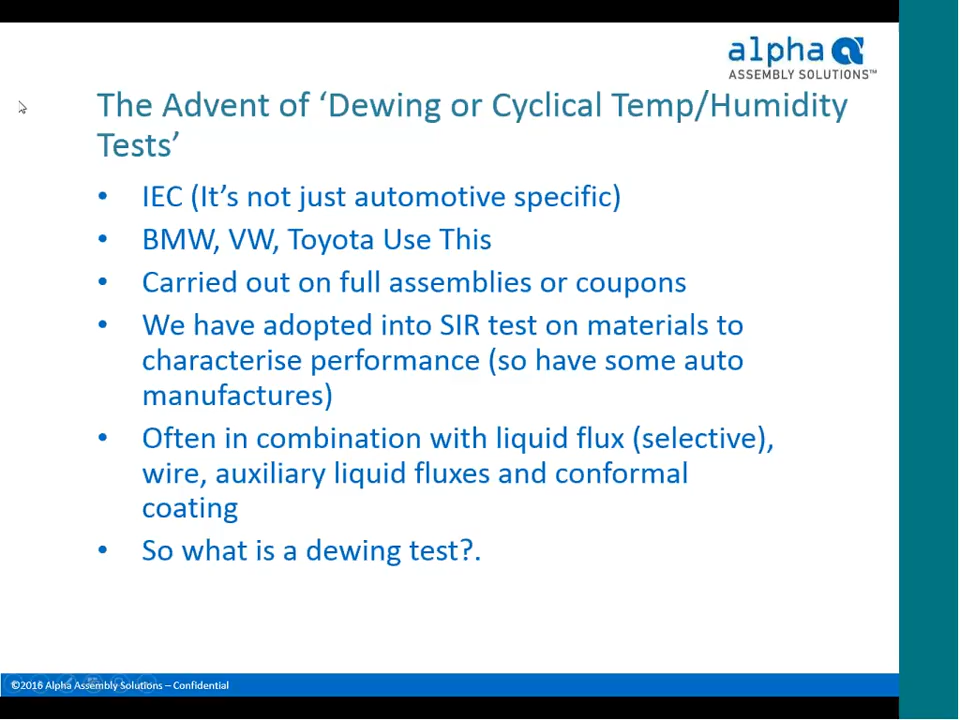 alpha
ASSEMBLY SOLUTIONS™
The Advent of ‘Dewing or Cyclical Temp/Humidity
Tests’
• IEC (It’s not just automotive specific)
• BMW, VW, Toyota Use This
• Carried out on full assemblies or coupons
• We have adopted into SIR test on materials to
characterise performance (so have some auto
manufactures)
• Often in combination with liquid flux (selective),
wire, auxiliary liquid fluxes and conformal
coating
• So what is a dewing test?.
©2016 Alpha Assembly Solutions – Confidential